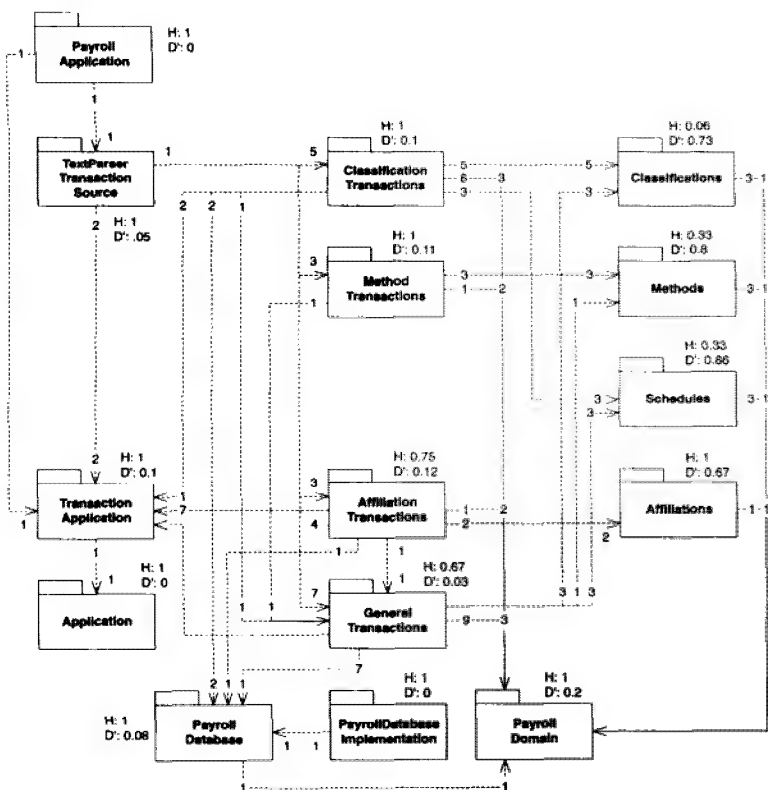 H: 1
D': 0
1
Payroll
Application
1
1
H: 1
D': 0.1
H: 0.06
D': 0.73
TextParser
Transaction
Source
1
5
Classification
Transactions
5
6
3
3
5
3
Classifications
3
1
2
H: 1
D': .05
2
2
1
H: 1
D': 0.11
H: 0.33
D': 0.8
3
1
Method
Transactions
3
1
2
3
1
Methods
3
1
H: 0.33
D': 0.86
3
3
Schedules
3
1
2
H: 1
D': 0.1
H: 0.75
D': 0.12
H: 1
D': 0.67
Transaction
Application
1
1
7
3
4
Affiliation
Transactions
1
2
2
2
Affiliations
1
1
1
1
1
1
1
H: 1
D': 0
H: 0.67
D': 0.03
Application
7
1
1
General
Transactions
9
3
3
1
3
7
2
1
1
H: 1
D': 0
H: 1
D': 0.2
H: 1
D': 0.08
Payroll
Database
1
1
PayrollDatabase
Implementation
Payroll
Domain
1
1